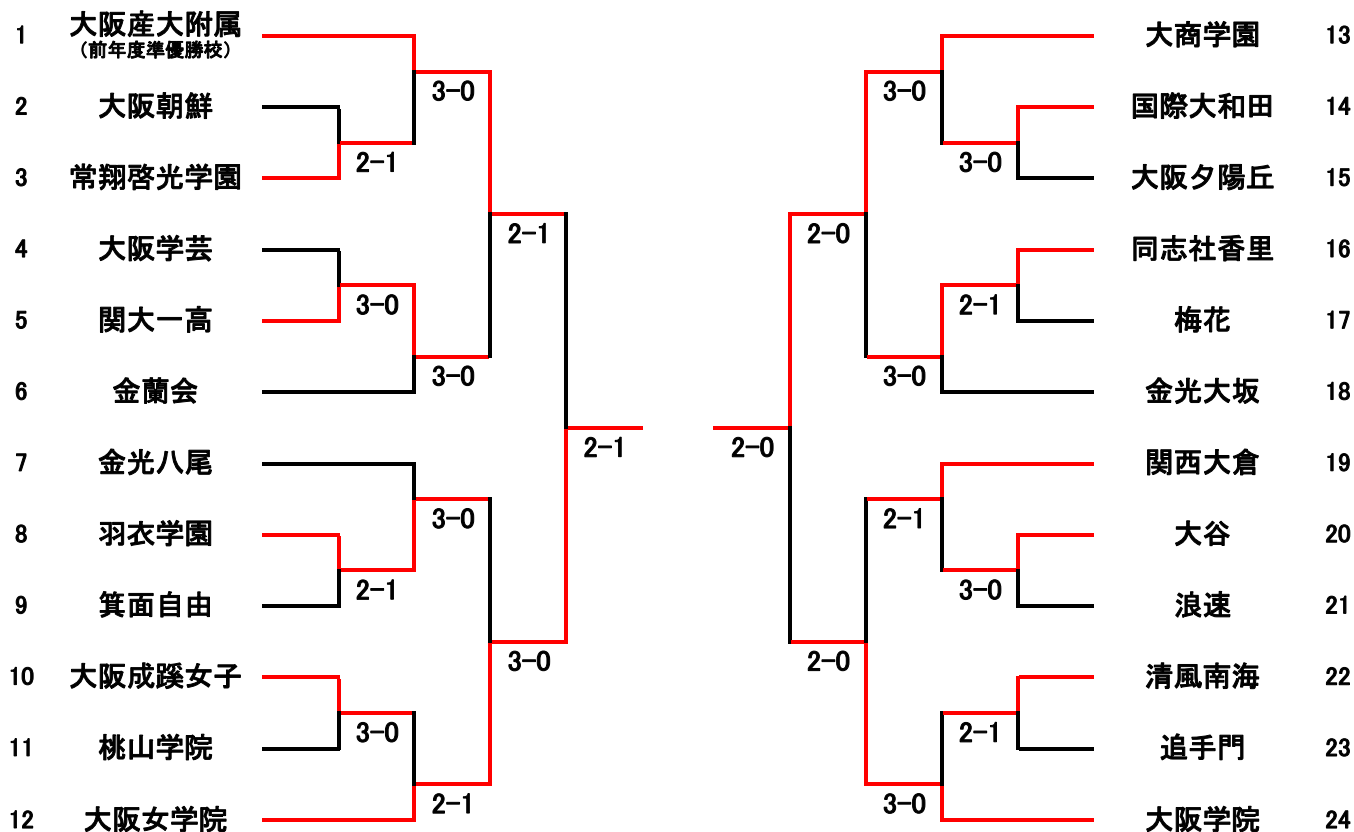 1 大阪産大附属
(前年度準優勝校)
2 大阪朝鮮
3 常翔啓光学園
4 大阪学芸
5 関大一高
6 金蘭会
7 金光八尾
8 羽衣学園
9 箕面自由
10 大阪成蹊女子
11 桃山学院
12 大阪女学院
3-0
2-1
3-0
3-0
3-0
2-1
3-0
2-1
2-1
3-0
2-1
2-0
2-0
2-0
3-0
3-0
2-1
3-0
2-1
3-0
2-1
3-0
大商学園 13
国際大和田 14
大阪夕陽丘 15
同志社香里 16
梅花 17
金光大坂 18
関西大倉 19
大谷 20
浪速 21
清風南海 22
追手門 23
大阪学院 24